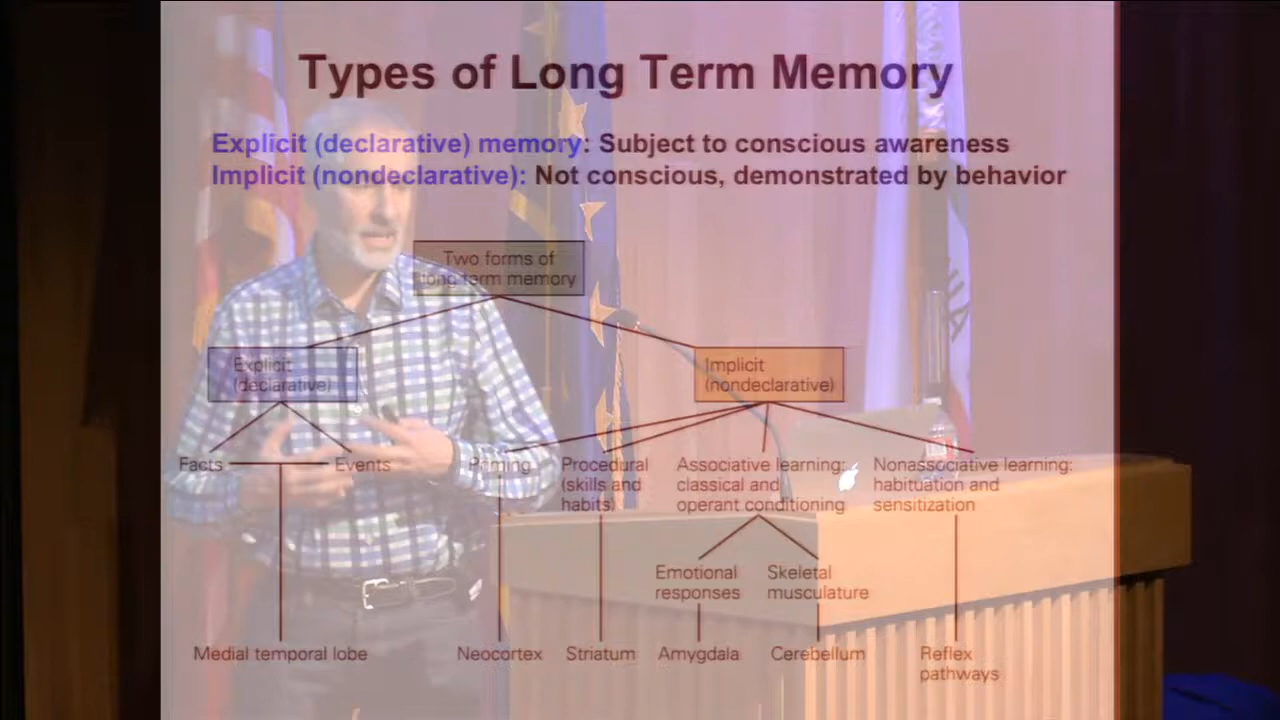 Types of Long Term Memory
Explicit (declarative) memory: Subject to conscious awareness
Implicit (nondeclarative): Not conscious, demonstrated by behavior
Two forms of
long term memory
Explicit
(declarative)
Implicit
(nondeclarative)
Facts
Events
Priming
Procedural
(skills and
habits)
Associative learning:
classical and
operant conditioning
Nonassociative learning:
habituation and
sensitization
Emotional
responses
Skeletal
musculature
Medial temporal lobe
Neocortex
Striatum
Amygdala
Cerebellum
Reflex
pathways